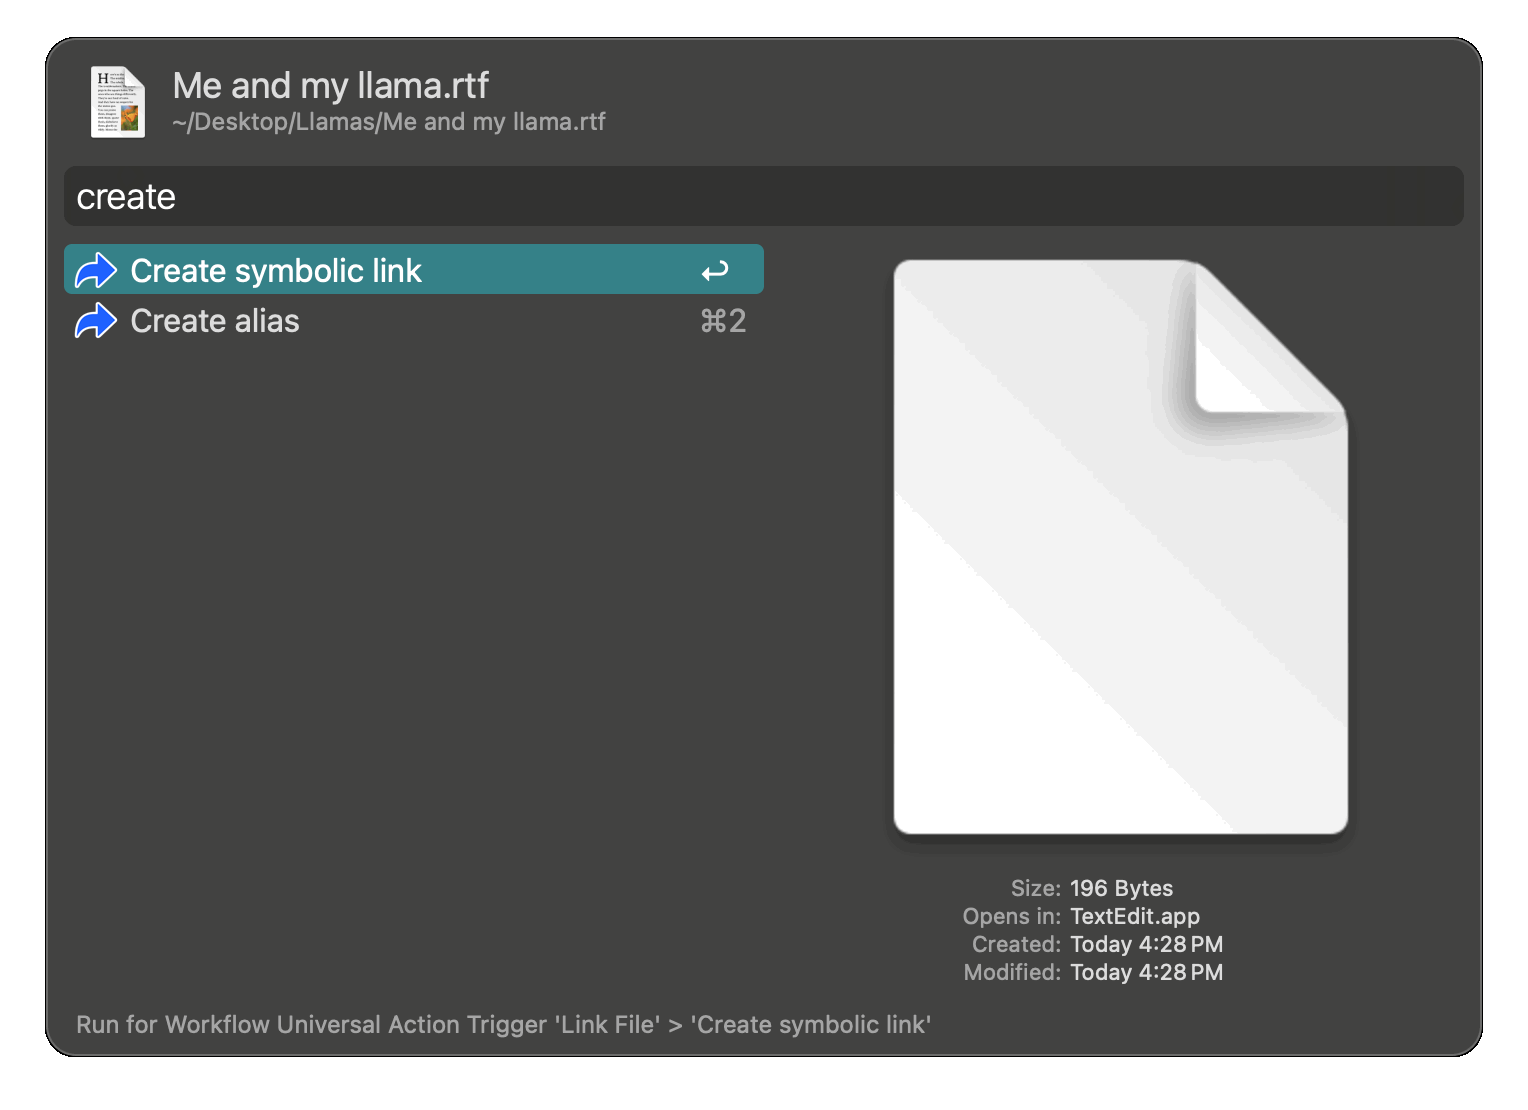 Me and my llama.rtf
~/Desktop/Llamas/Me and my llama.rtf
create
Create symbolic link ↩
Create alias ⌘2
Size: 196 Bytes
Opens in: TextEdit.app
Created: Today 4:28 PM
Modified: Today 4:28 PM
Run for Workflow Universal Action Trigger 'Link File' > 'Create symbolic link'